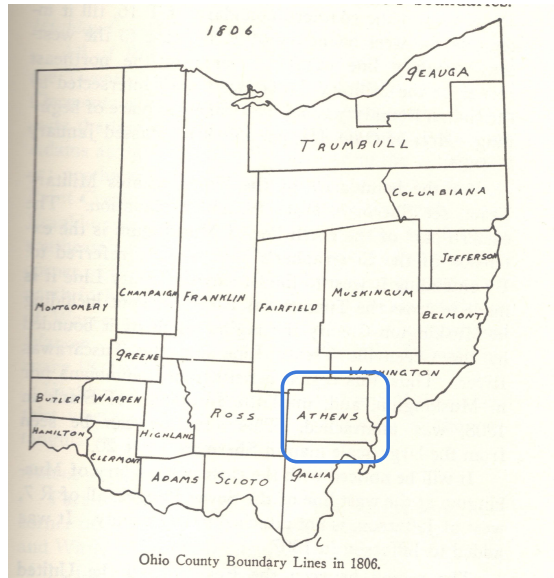 boundaries.
1806
GEAUGA
TRUMBULL
COLUMBIANA
JEFFERSON
MONTGOMERY
CHAMPAIGN
FRANKLIN
FAIRFIELD
MUSKINGUM
BELMONT
GREENE
WASHINGTON
BUTLER
WARREN
ROSS
ATHENS
HAMILTON
HIGHLAND
CLERMONT
ADAMS
SCIOTO
GALLIA
Ohio County Boundary Lines in 1806.